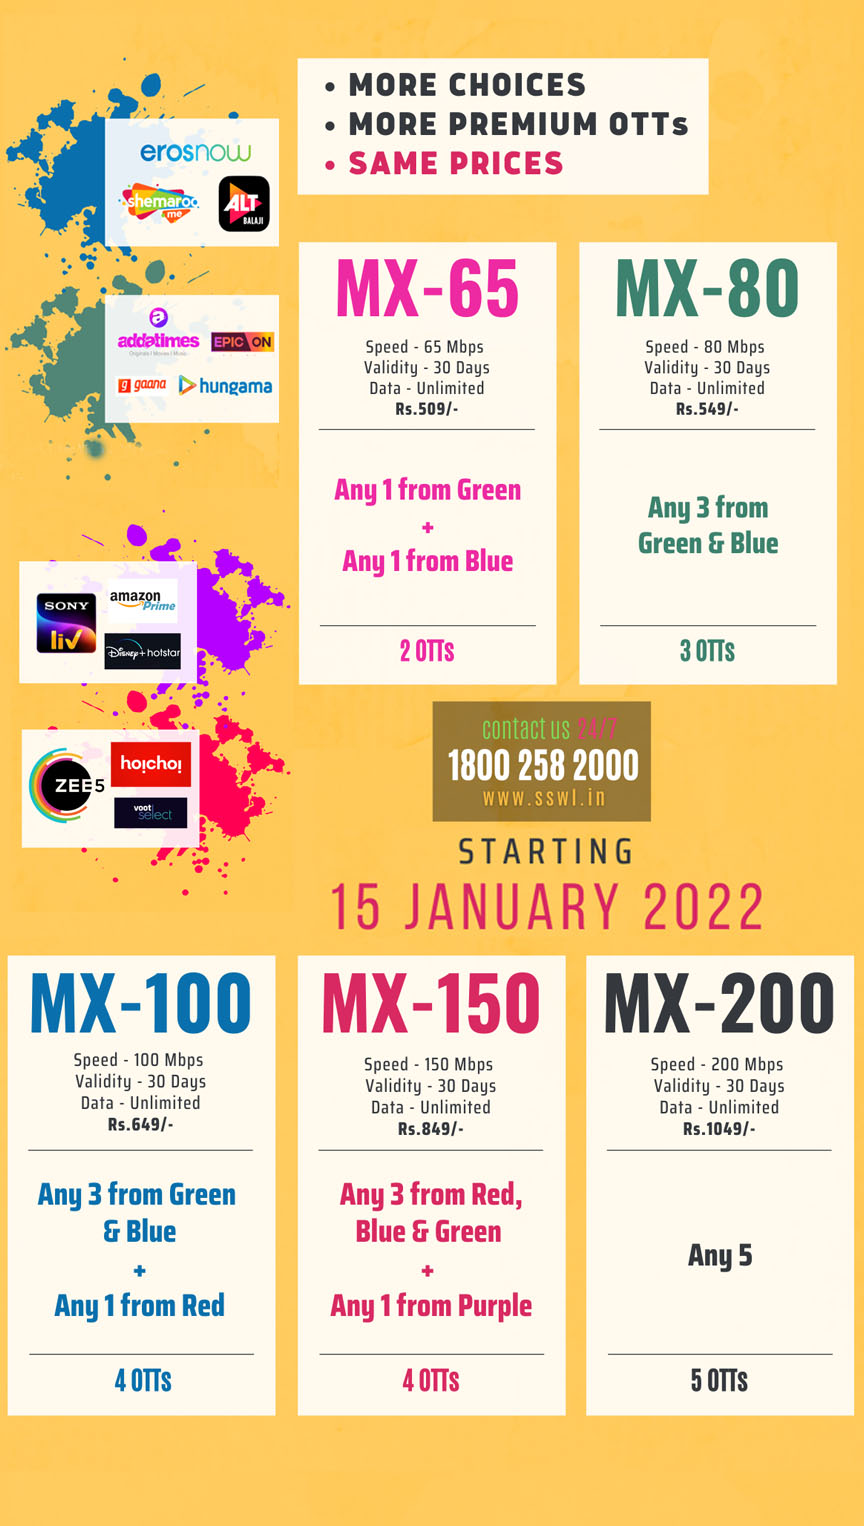 • MORE CHOICES
• MORE PREMIUM OTTs
• SAME PRICES
erosnow
shemaroo
me
ALT
BALAJI
a
addatimes
Originals | Movies | Music
EPIC ON
g gaana
hungama
MX-65
Speed - 65 Mbps
Validity - 30 Days
Data - Unlimited
Rs.509/-
Any 1 from Green
+
Any 1 from Blue
2 OTTs
MX-80
Speed - 80 Mbps
Validity - 30 Days
Data - Unlimited
Rs.549/-
Any 3 from
Green & Blue
3 OTTs
SONY
liv
amazon
Prime
Disney+ hotstar
ZEE5
hoichoi
voot
select
contact us 24/7
1800 258 2000
www.sswl.in
STARTING
15 JANUARY 2022
MX-100
Speed - 100 Mbps
Validity - 30 Days
Data - Unlimited
Rs.649/-
Any 3 from Green
& Blue
+
Any 1 from Red
4 OTTs
MX-150
Speed - 150 Mbps
Validity - 30 Days
Data - Unlimited
Rs.849/-
Any 3 from Red,
Blue & Green
+
Any 1 from Purple
4 OTTs
MX-200
Speed - 200 Mbps
Validity - 30 Days
Data - Unlimited
Rs.1049/-
Any 5
5 OTTs